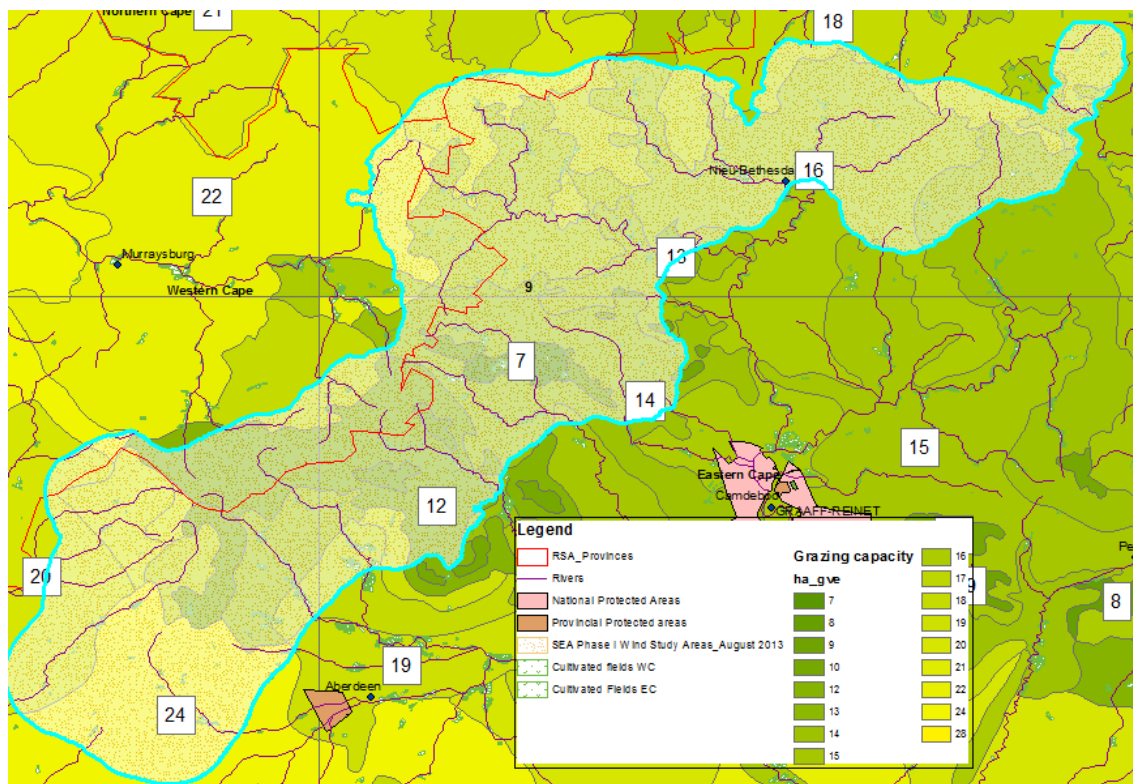 Northern Cape
21
18
22
Nieu-Bethesda
16
Murraysburg
Western Cape
13
9
7
14
15
Eastern Cape
Camdeboo
GRAAFF-REINET
12
20
19
Aberdeen
24
9
8
Pe
Legend
RSA_Provinces
Rivers
National Protected Areas
Provincial Protected areas
SEA Phase I Wind Study Areas_August 2013
Cultivated fields WC
Cultivated Fields EC
Grazing capacity
ha_gve
7
8
9
10
12
13
14
15
16
17
18
19
20
21
22
24
28